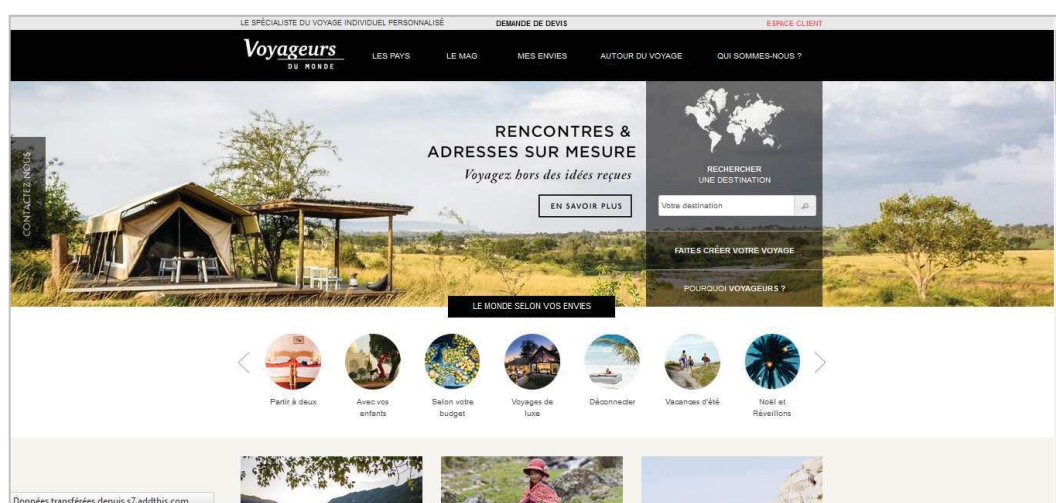 LE SPÉCIALISTE DU VOYAGE INDIVIDUEL PERSONNALISÉ
DEMANDE DE DEVIS
ESPACE CLIENT
Voyageurs
DU MONDE
LES PAYS
LE MAG
MES ENVIES
AUTOUR DU VOYAGE
QUI SOMMES-NOUS ?
CONTACTEZ NOUS
RENCONTRES &
ADRESSES SUR MESURE
Voyagez hors des idées reçues
EN SAVOIR PLUS
RECHERCHER
UNE DESTINATION
Votre destination
FAITES CRÉER VOTRE VOYAGE
POURQUOI VOYAGEURS ?
LE MONDE SELON VOS ENVIES
Partir à deux
Avec vos
enfants
Selon votre
budget
Voyages de
luxe
Déconnecter
Vacances d'été
Noël et
Réveillons
Données transférées depuis s7.addthis.com